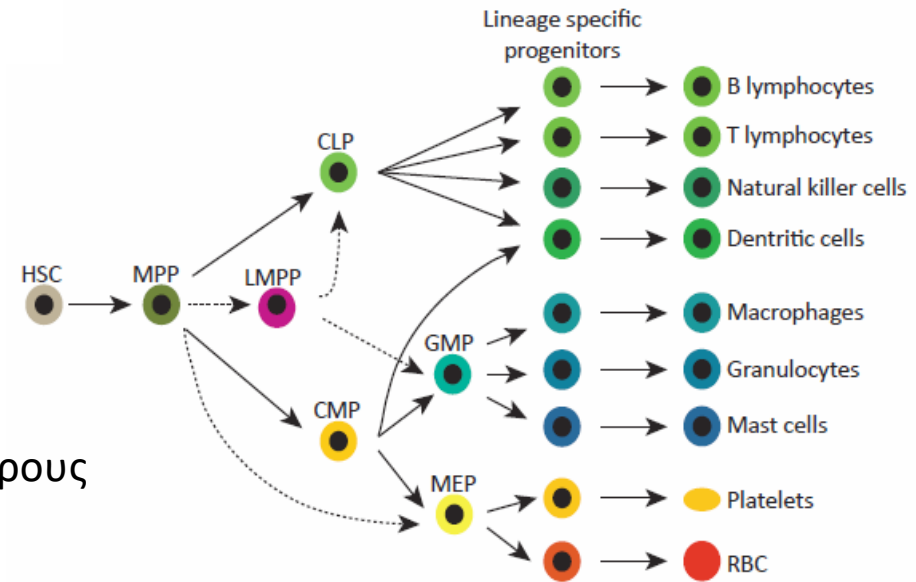 Lineage specific
progenitors
B lymphocytes
CLP
T lymphocytes
Natural killer cells
Dentritic cells
HSC
MPP
LMPP
Macrophages
GMP
Granulocytes
CMP
Mast cells
ρους
MEP
Platelets
RBC